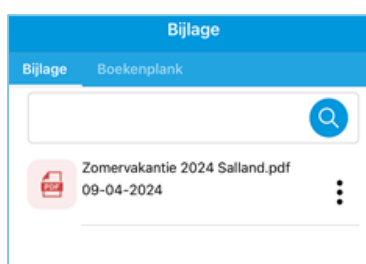 Bijlage
Bijlage Boekenplank
Zomervakantie 2024 Salland.pdf
PDF
09-04-2024